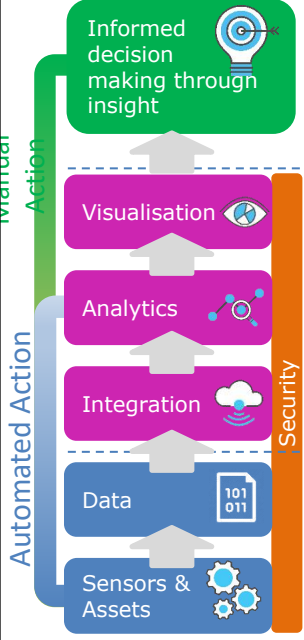 Informed
decision
making through
insight
Manual
Action
Visualisation
Analytics
Integration
Security
Automated Action
Data
101
011
Sensors &
Assets